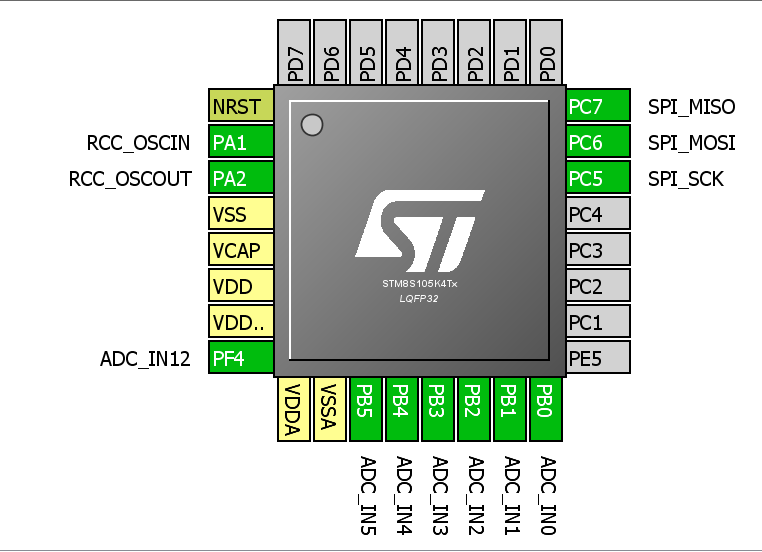 PD7 PD6 PD5 PD4 PD3 PD2 PD1 PD0
NRST PC7 SPI_MISO
RCC_OSCIN PA1 PC6 SPI_MOSI
RCC_OSCOUT PA2 PC5 SPI_SCK
VSS PC4
VCAP PC3
VDD PC2
VDD.. PC1
ADC_IN12 PF4 PE5
ST
STM8S105K4Tx
LQFP32
VDDA VSSA PB5 PB4 PB3 PB2 PB1 PB0
ADC_IN5 ADC_IN4 ADC_IN3 ADC_IN2 ADC_IN1 ADC_IN0